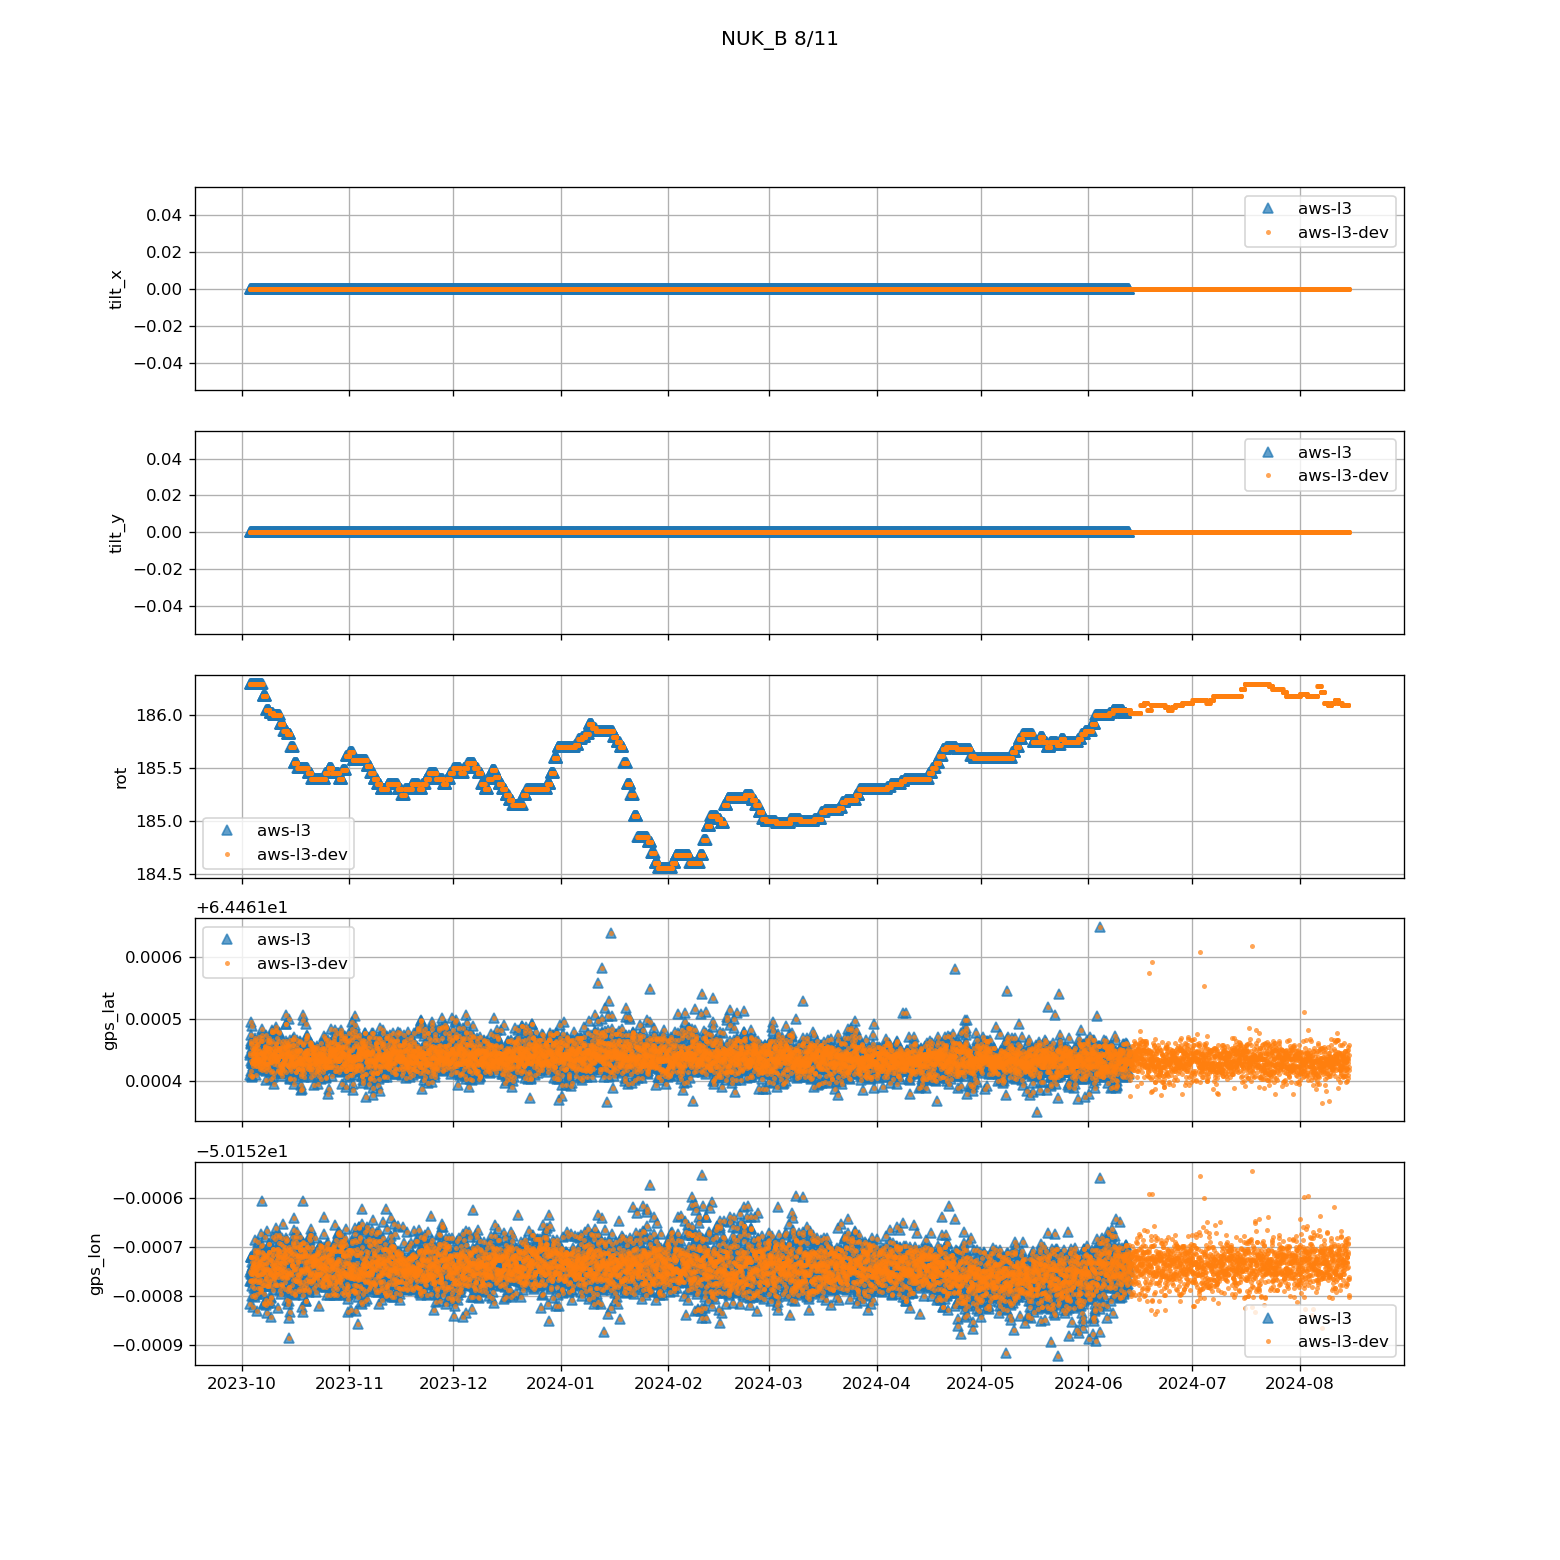 NUK_B 8/11
0.04
0.02
0.00
−0.02
−0.04
tilt_x
aws-l3
aws-l3-dev
0.04
0.02
0.00
−0.02
−0.04
tilt_y
aws-l3
aws-l3-dev
186.0
185.5
185.0
184.5
rot
aws-l3
aws-l3-dev
+6.4461e1
0.0006
0.0005
0.0004
gps_lat
aws-l3
aws-l3-dev
−5.0152e1
−0.0006
−0.0007
−0.0008
−0.0009
gps_lon
aws-l3
aws-l3-dev
2023-10 2023-11 2023-12 2024-01 2024-02 2024-03 2024-04 2024-05 2024-06 2024-07 2024-08